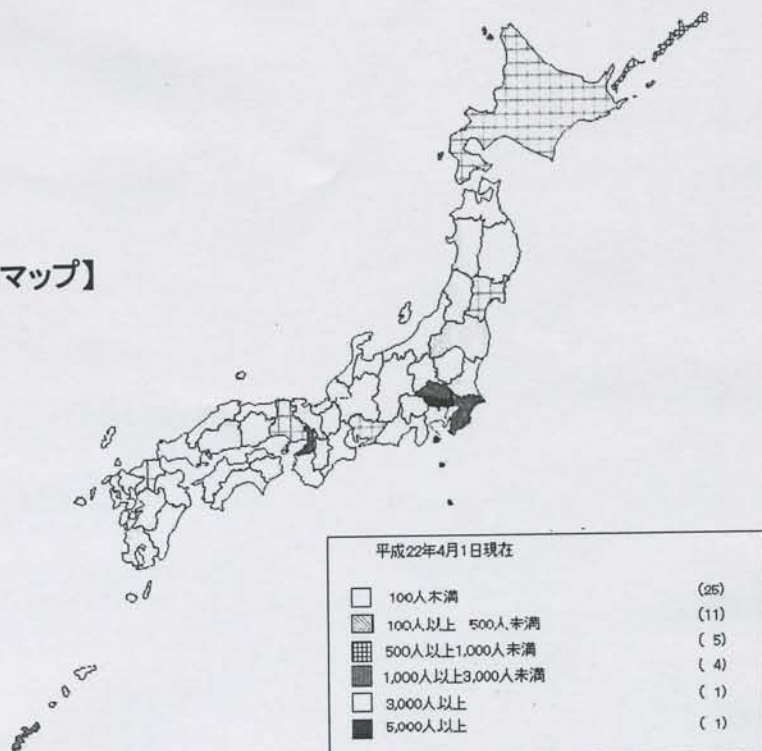 マップ】
平成22年4月1日現在
100人未満 (25)
100人以上 500人未満 (11)
500人以上1,000人未満 ( 5)
1,000人以上3,000人未満 ( 4)
3,000人以上 ( 1)
5,000人以上 ( 1)